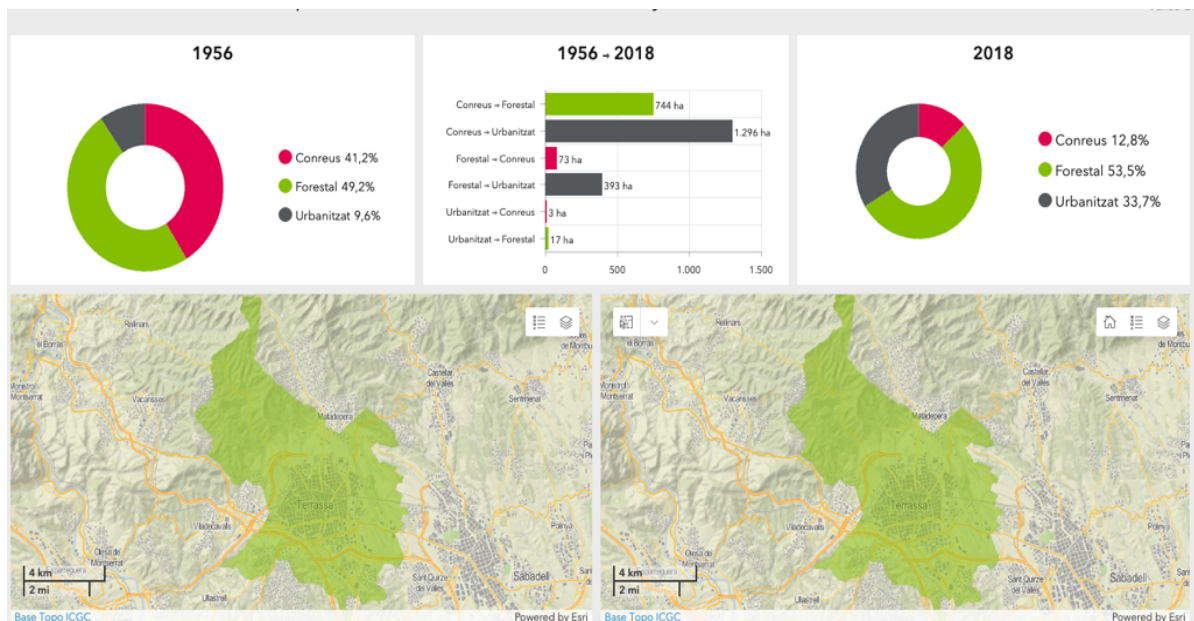 1956
Conreus 41,2%
Forestal 49,2%
Urbanitzat 9,6%
1956 → 2018
Conreus → Forestal
744 ha
Conreus → Urbanitzat
1.296 ha
Forestal → Conreus
73 ha
Forestal → Urbanitzat
393 ha
Urbanitzat → Conreus
3 ha
Urbanitzat → Forestal
17 ha
0 500 1.000 1.500
2018
Conreus 12,8%
Forestal 53,5%
Urbanitzat 33,7%
Rellinars
el Borràs
de Montbu
Castellar
del Vallès
Monistrol
Montserrat
Vacarisses
Sentmenat
Matadepera
Terrassa
Viladecavalls
Polinyà
Olesa de
Montserrat
4 km
2 mi
Sant Quirze
del Vallès
Sabadell
Ullastrell
Base Topo ICGC
Powered by Esri
Rellinars
el Borràs
de Montbu
Castellar
del Vallès
Monistrol
Montserrat
Vacarisses
Sentmenat
Matadepera
Terrassa
Viladecavalls
Polinyà
Olesa de
Montserrat
4 km
2 mi
Sant Quirze
del Vallès
Sabadell
Ullastrell
Base Topo ICGC
Powered by Esri